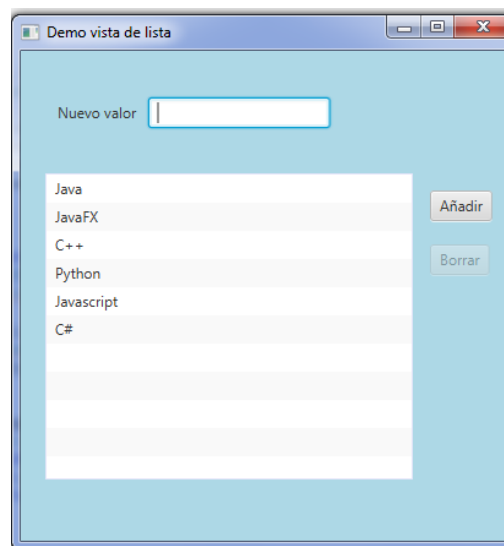 Demo vista de lista
Nuevo valor
Java
Añadir
JavaFX
C++
Borrar
Python
Javascript
C#